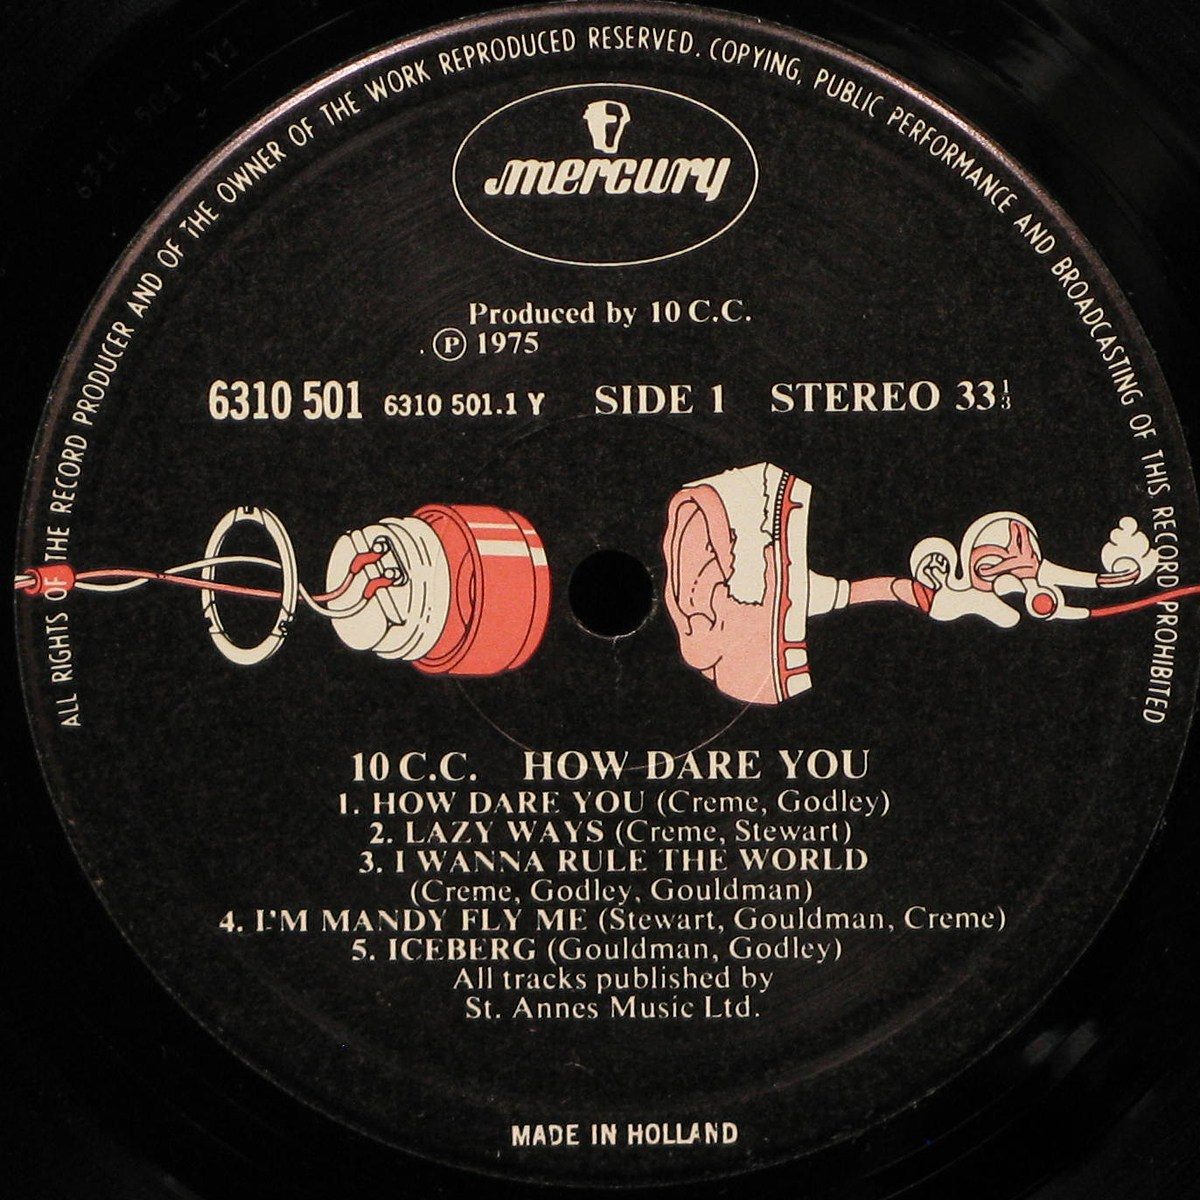 ALL RIGHTS OF THE RECORD PRODUCER AND OF THE OWNER OF THE WORK REPRODUCED RESERVED. COPYING, PUBLIC PERFORMANCE AND BROADCASTING OF THIS RECORD PROHIBITED
mercury
Produced by 10 C.C.
Ⓟ 1975
6310 501 6310 501.1 Y SIDE 1 STEREO 33⅓
10 C.C. HOW DARE YOU
1. HOW DARE YOU (Creme, Godley)
2. LAZY WAYS (Creme, Stewart)
3. I WANNA RULE THE WORLD
(Creme, Godley, Gouldman)
4. I'M MANDY FLY ME (Stewart, Gouldman, Creme)
5. ICEBERG (Gouldman, Godley)
All tracks published by
St. Annes Music Ltd.
MADE IN HOLLAND